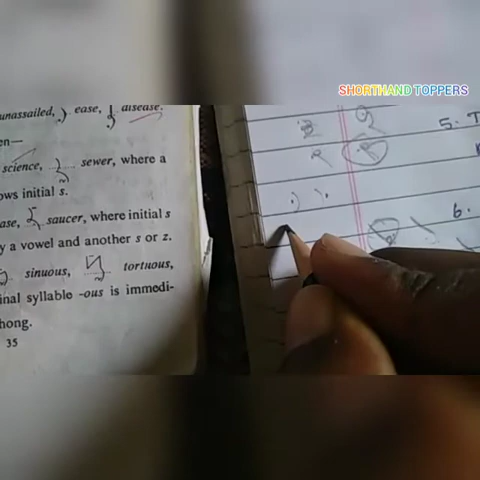 SHORTHAND TOPPERS
unassailed, ease, disease.
en—
science, sewer, where a
ows initial s.
ase, saucer, where initial s
y a vowel and another s or z.
sinuous, tortuous,
inal syllable -ous is immedi-
hong.
35
5. T
6.